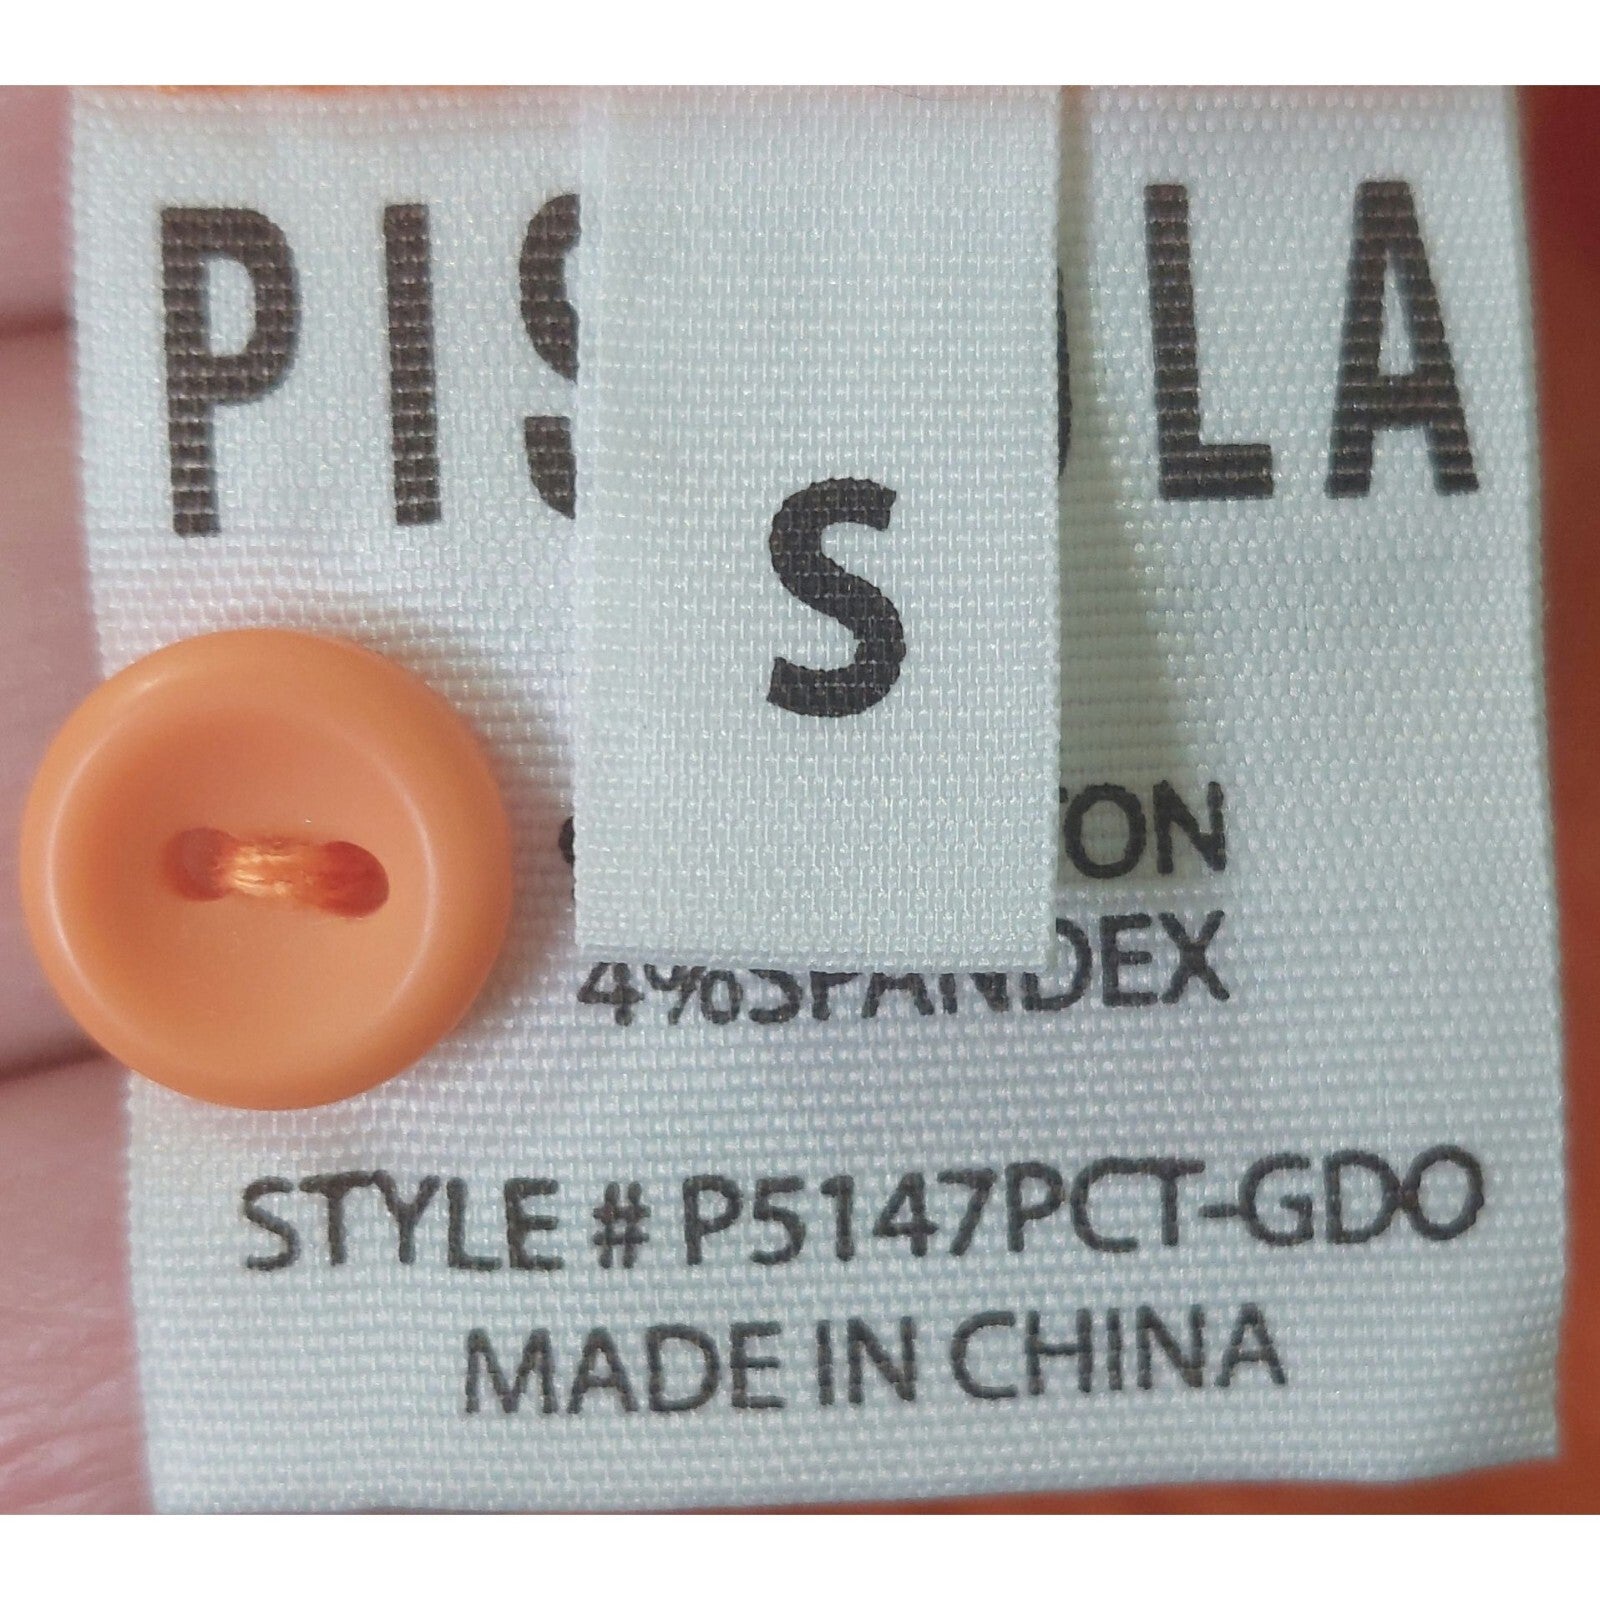 PIS LA
S
TON
4%SPANDEX
STYLE # P5147PCT-GDO
MADE IN CHINA